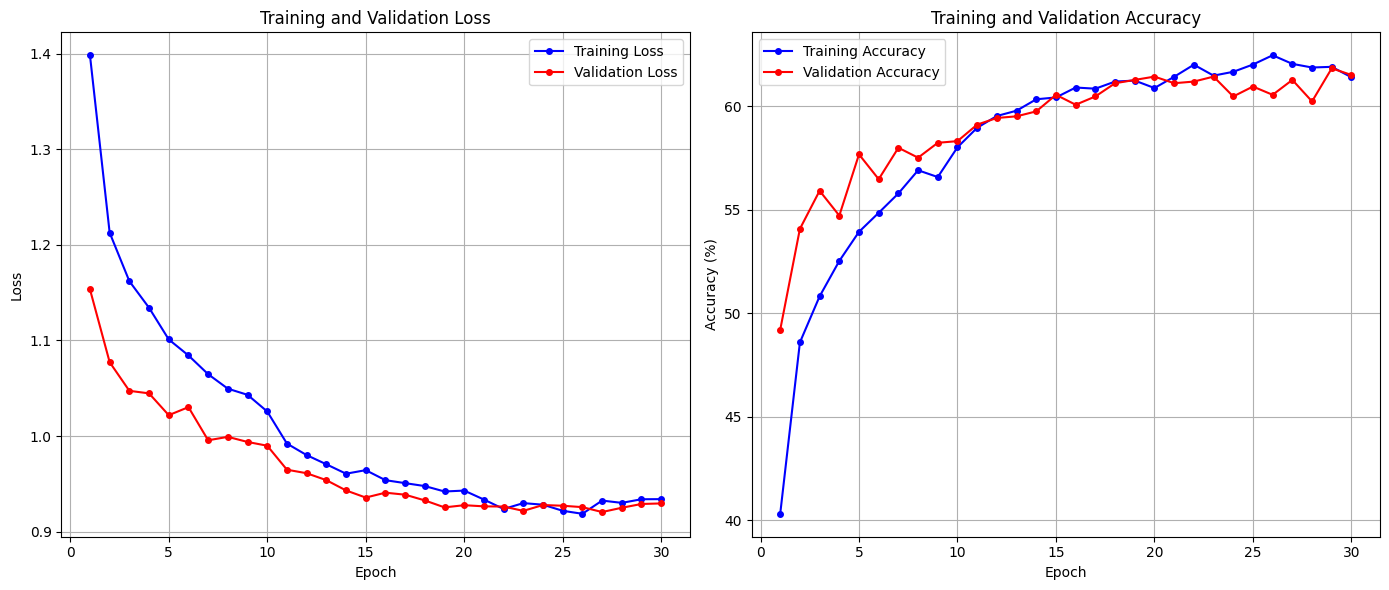 Training and Validation Loss
Training Loss
Validation Loss
1.4
1.3
1.2
1.1
1.0
0.9
Loss
0 5 10 15 20 25 30
Epoch
Training and Validation Accuracy
Training Accuracy
Validation Accuracy
60
55
50
45
40
Accuracy (%)
0 5 10 15 20 25 30
Epoch